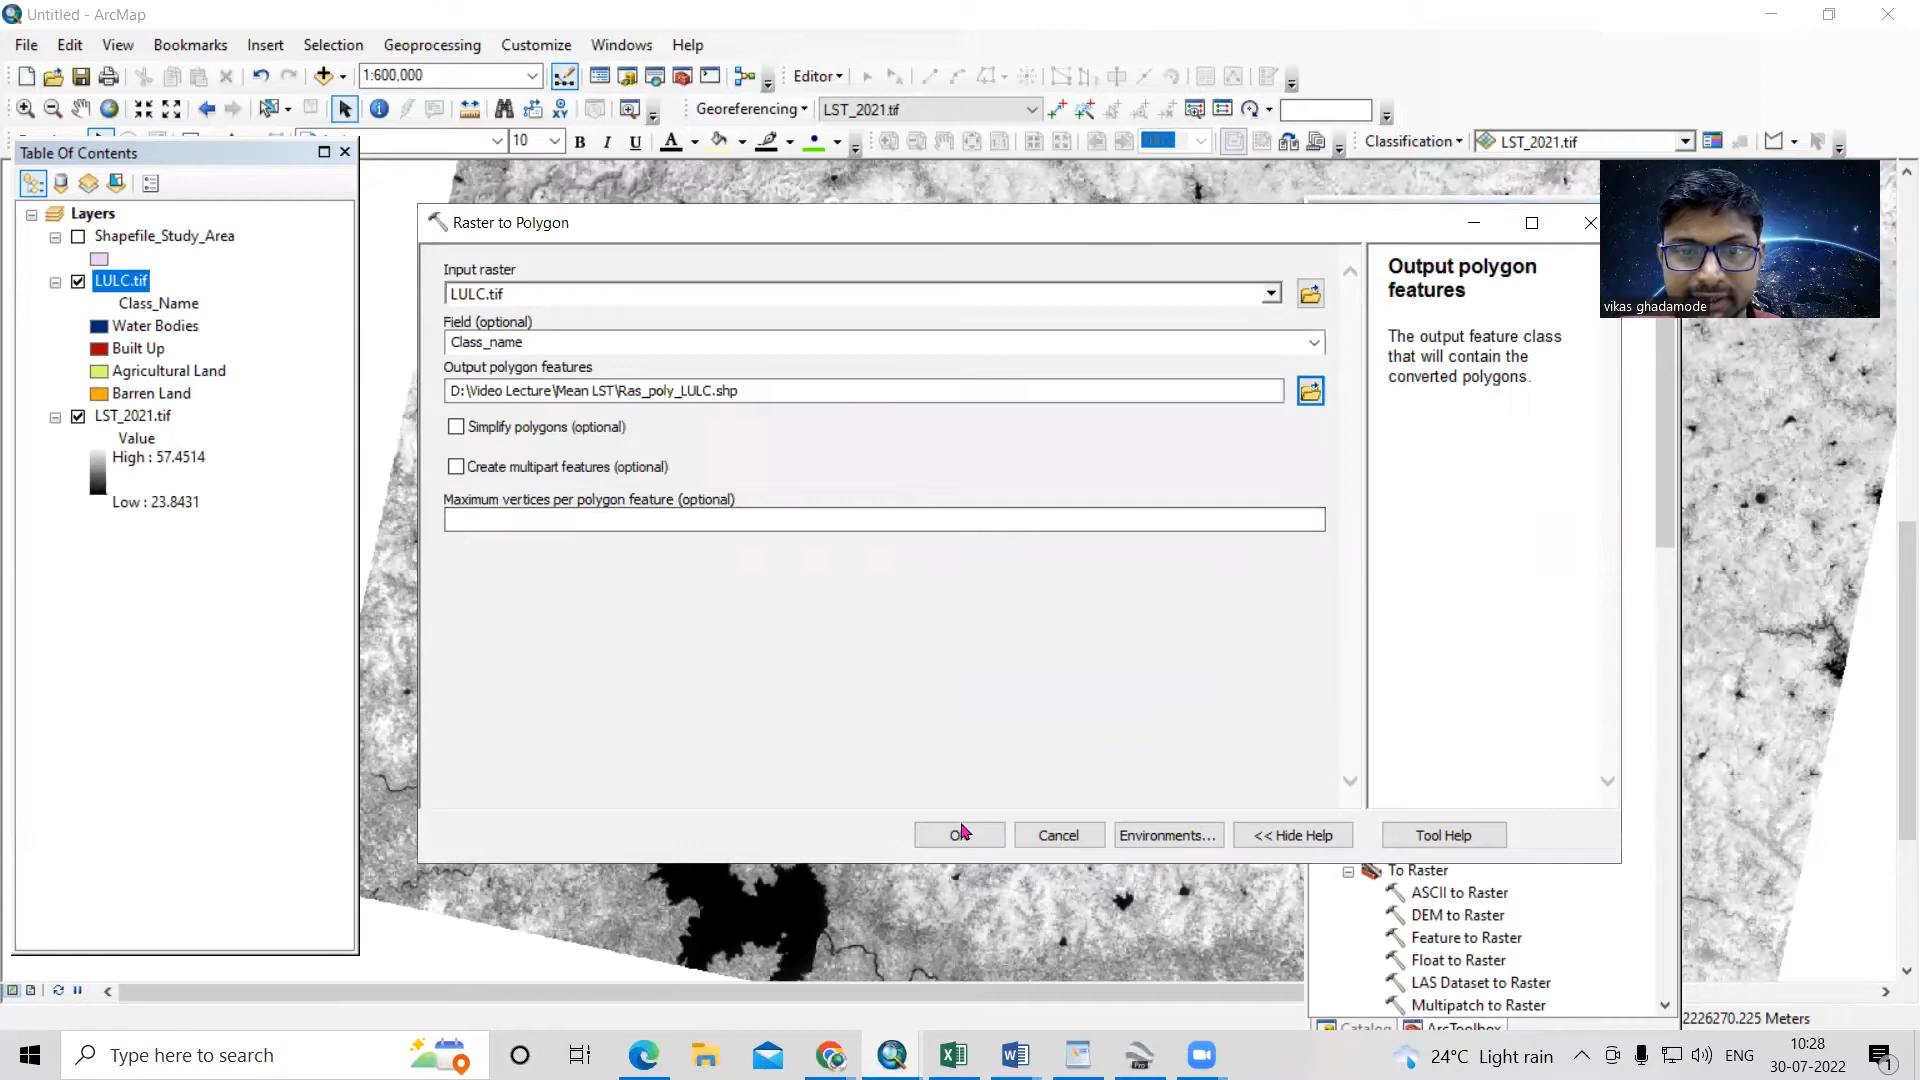 Untitled - ArcMap
File Edit View Bookmarks Insert Selection Geoprocessing Customize Windows Help
1:600,000 Editor
Georeferencing LST_2021.tif
10 B I U A Classification LST_2021.tif
Table Of Contents
Layers
Shapefile_Study_Area
LULC.tif
Class_Name
Water Bodies
Built Up
Agricultural Land
Barren Land
LST_2021.tif
Value
High : 57.4514
Low : 23.8431
Raster to Polygon
Input raster
LULC.tif
Field (optional)
Class_name
Output polygon features
D:\Video Lecture\Mean LST\Ras_poly_LULC.shp
Simplify polygons (optional)
Create multipart features (optional)
Maximum vertices per polygon feature (optional)
OK Cancel Environments... << Hide Help Tool Help
Output polygon
features
The output feature class
that will contain the
converted polygons.
vikas ghadamode
To Raster
ASCII to Raster
DEM to Raster
Feature to Raster
Float to Raster
LAS Dataset to Raster
Multipatch to Raster
Catalog ArcToolbox
2226270.225 Meters
Type here to search
Pro
24°C Light rain
ENG
10:28
30-07-2022
1